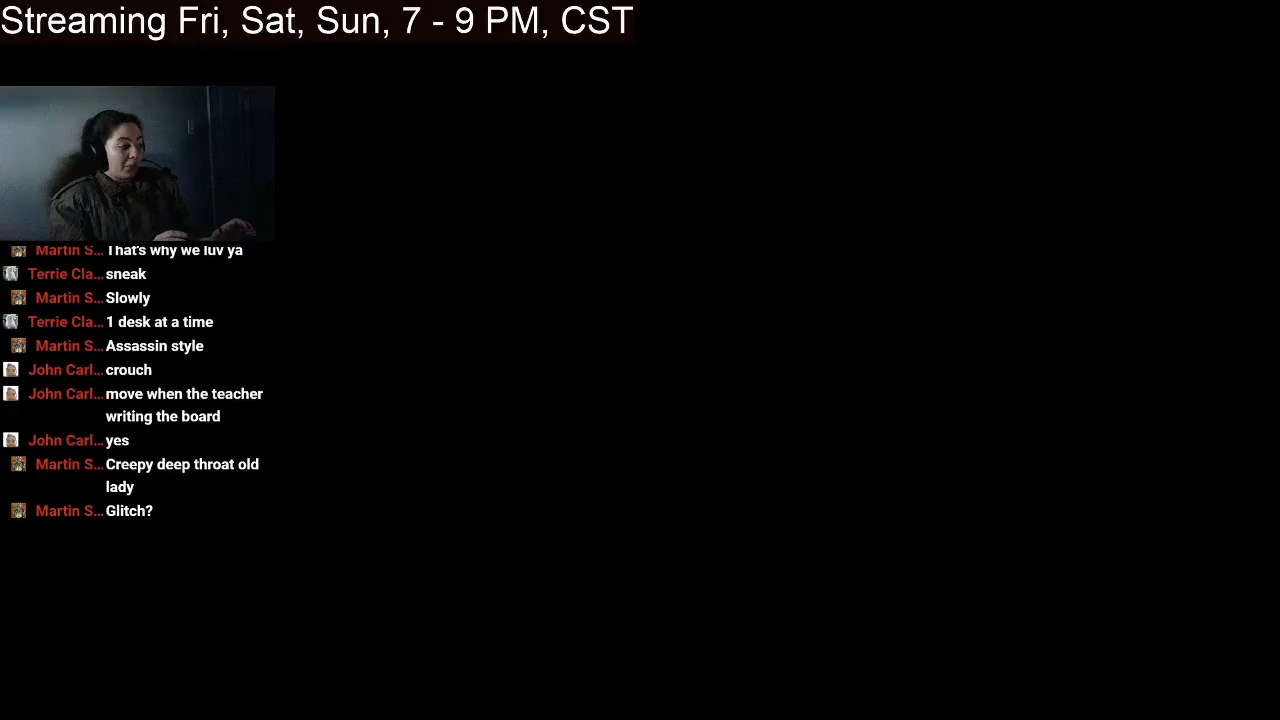 Streaming Fri, Sat, Sun, 7 - 9 PM, CST
Martin S... That's why we luv ya
Terrie Cla... sneak
Martin S... Slowly
Terrie Cla... 1 desk at a time
Martin S... Assassin style
John Carl... crouch
John Carl... move when the teacher
writing the board
John Carl... yes
Martin S... Creepy deep throat old
lady
Martin S... Glitch?